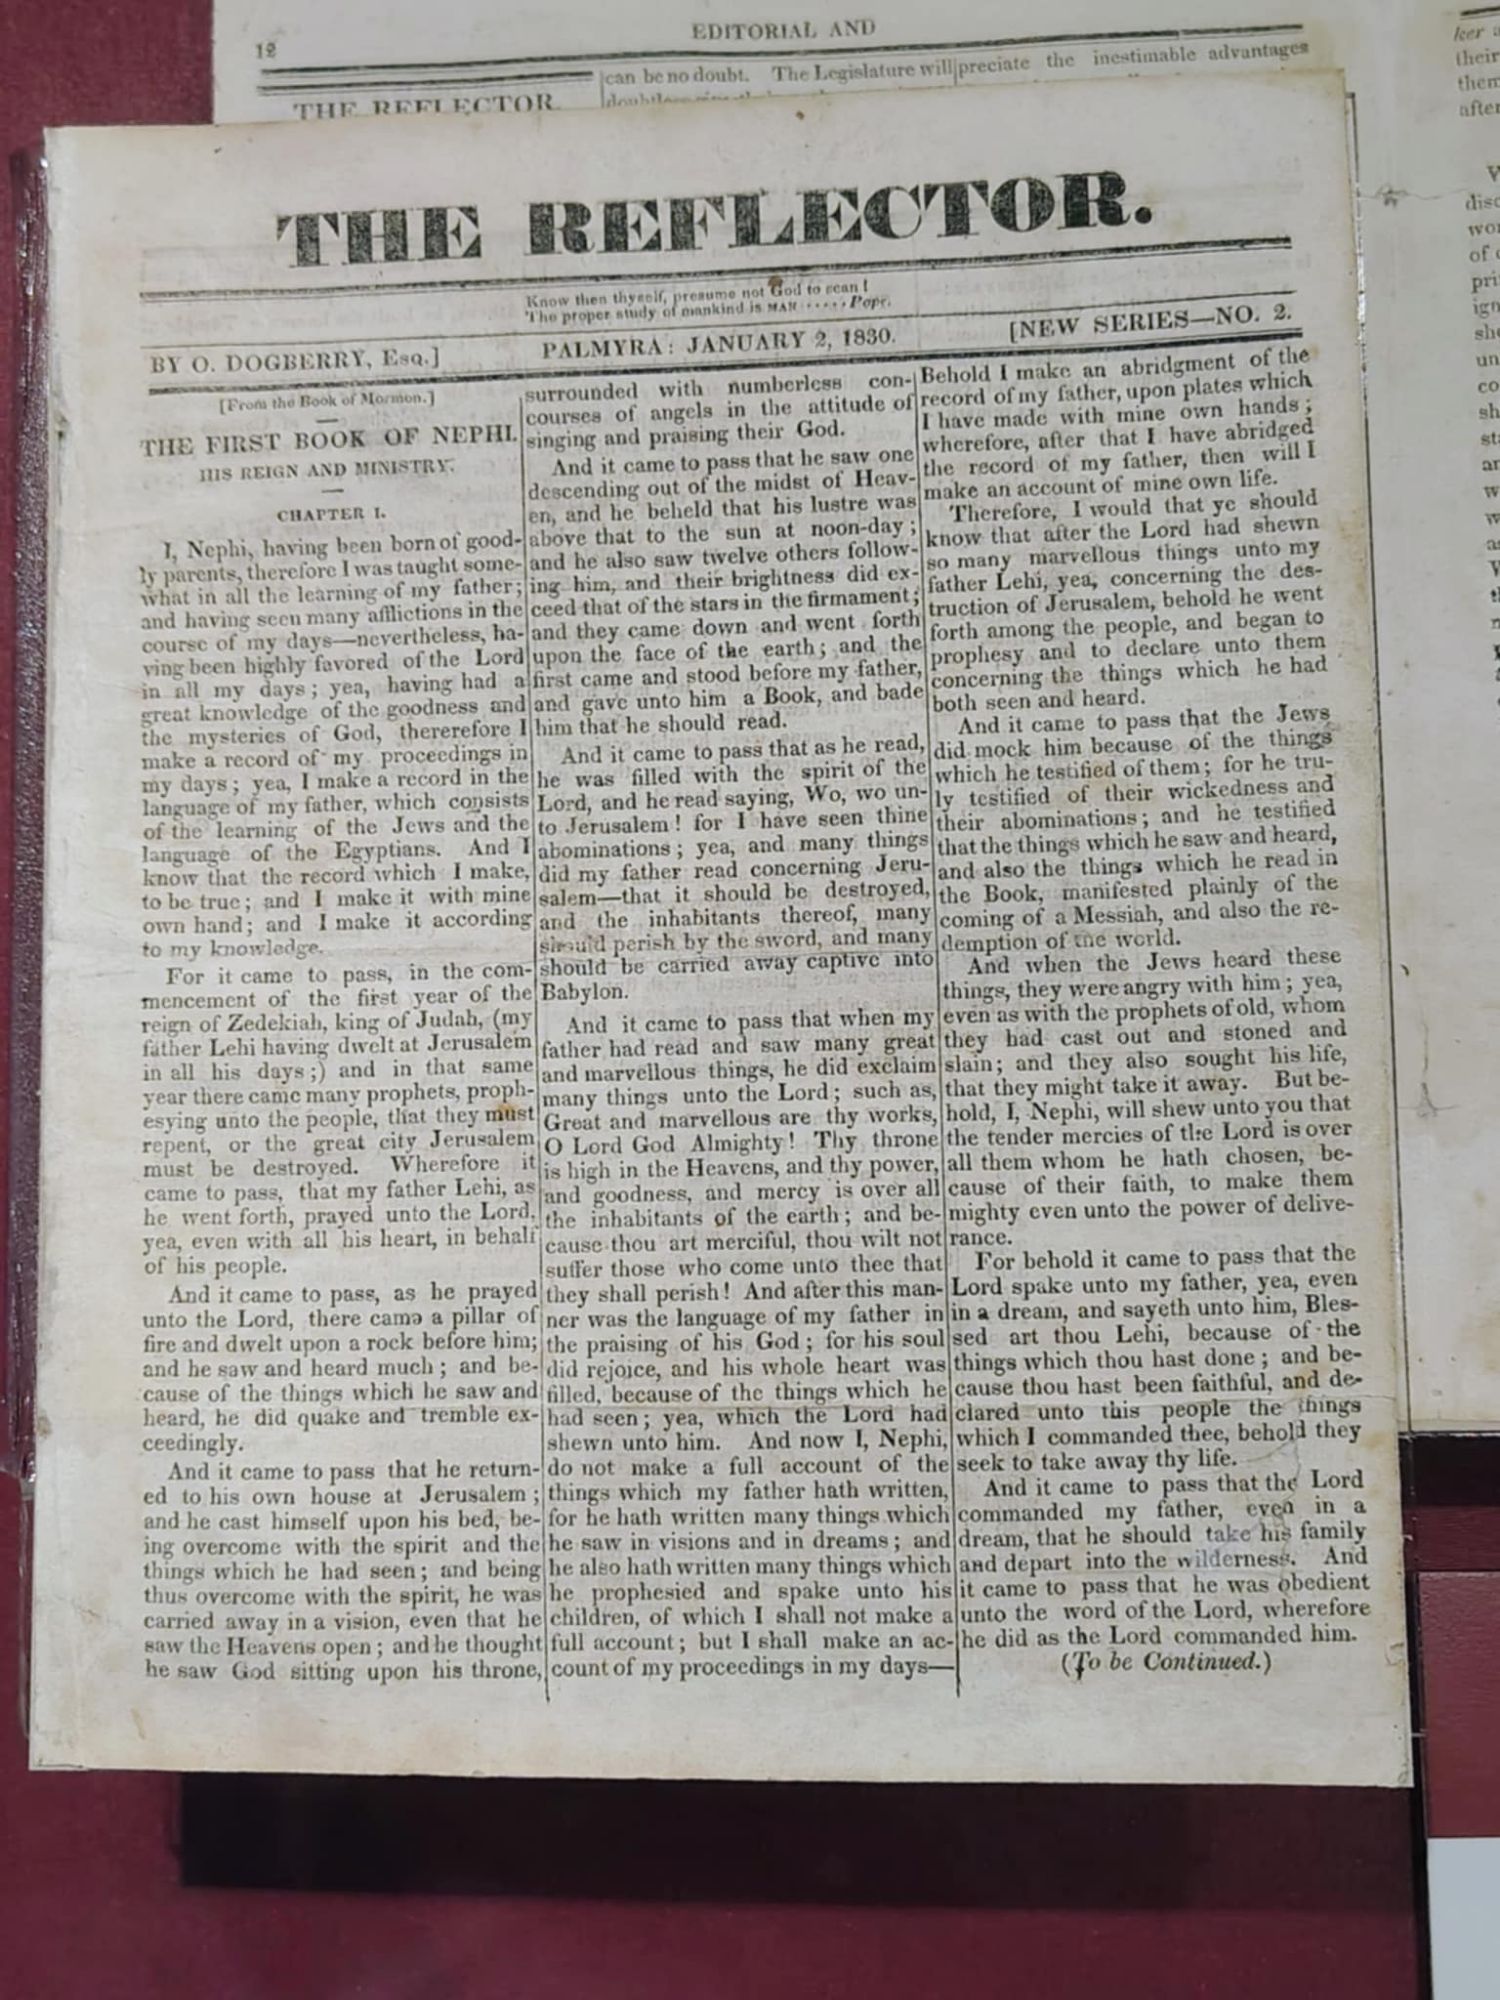 12
EDITORIAL AND
can be no doubt. The Legislature will
preciate the inestimable advantages
THE REFLECTOR
THE REFLECTOR.
Know then thyself, presume not God to scan!
The proper study of mankind is MAN ..... Pope.
BY O. DOGBERRY, Esq.]
PALMYRA: JANUARY 2, 1830.
[NEW SERIES—NO. 2.
[From the Book of Mormon.]
THE FIRST BOOK OF NEPHI.
HIS REIGN AND MINISTRY.
CHAPTER I.
I, Nephi, having been born of good-
ly parents, therefore I was taught some-
what in all the learning of my father;
and having seen many afflictions in the
course of my days—nevertheless, ha-
ving been highly favored of the Lord
in all my days; yea, having had a
great knowledge of the goodness and
the mysteries of God, thererefore I
make a record of my proceedings in
my days; yea, I make a record in the
language of my father, which consists
of the learning of the Jews and the
language of the Egyptians. And I
know that the record which I make,
to be true; and I make it with mine
own hand; and I make it according
to my knowledge.
For it came to pass, in the com-
mencement of the first year of the
reign of Zedekiah, king of Judah, (my
father Lehi having dwelt at Jerusalem
in all his days;) and in that same
year there came many prophets, proph-
esying unto the people, that they must
repent, or the great city Jerusalem
must be destroyed. Wherefore it
came to pass, that my father Lehi, as
he went forth, prayed unto the Lord,
yea, even with all his heart, in behalf
of his people.
And it came to pass, as he prayed
unto the Lord, there came a pillar of
fire and dwelt upon a rock before him;
and he saw and heard much; and be-
cause of the things which he saw and
heard, he did quake and tremble ex-
ceedingly.
And it came to pass that he return-
ed to his own house at Jerusalem;
and he cast himself upon his bed, be-
ing overcome with the spirit and the
things which he had seen; and being
thus overcome with the spirit, he was
carried away in a vision, even that he
saw the Heavens open; and he thought
he saw God sitting upon his throne,
surrounded with numberless con-
courses of angels in the attitude of
singing and praising their God.
And it came to pass that he saw one
descending out of the midst of Heav-
en, and he beheld that his lustre was
above that to the sun at noon-day;
and he also saw twelve others follow-
ing him, and their brightness did ex-
ceed that of the stars in the firmament;
and they came down and went forth
upon the face of the earth; and the
first came and stood before my father,
and gave unto him a Book, and bade
him that he should read.
And it came to pass that as he read,
he was filled with the spirit of the
Lord, and he read saying, Wo, wo un-
to Jerusalem! for I have seen thine
abominations; yea, and many things
did my father read concerning Jeru-
salem—that it should be destroyed,
and the inhabitants thereof, many
should perish by the sword, and many
should be carried away captive into
Babylon.
And it came to pass that when my
father had read and saw many great
and marvellous things, he did exclaim
many things unto the Lord; such as,
Great and marvellous are thy works,
O Lord God Almighty! Thy throne
is high in the Heavens, and thy power,
and goodness, and mercy is over all
the inhabitants of the earth; and be-
cause thou art merciful, thou wilt not
suffer those who come unto thee that
they shall perish! And after this man-
ner was the language of my father in
the praising of his God; for his soul
did rejoice, and his whole heart was
filled, because of the things which he
had seen; yea, which the Lord had
shewn unto him. And now I, Nephi,
do not make a full account of the
things which my father hath written,
for he hath written many things which
he saw in visions and in dreams; and
he also hath written many things which
he prophesied and spake unto his
children, of which I shall not make a
full account; but I shall make an ac-
count of my proceedings in my days—
Behold I make an abridgment of the
record of my father, upon plates which
I have made with mine own hands;
wherefore, after that I have abridged
the record of my father, then will I
make an account of mine own life.
Therefore, I would that ye should
know that after the Lord had shewn
so many marvellous things unto my
father Lehi, yea, concerning the des-
truction of Jerusalem, behold he went
forth among the people, and began to
prophesy and to declare unto them
concerning the things which he had
both seen and heard.
And it came to pass that the Jews
did mock him because of the things
which he testified of them; for he tru-
ly testified of their wickedness and
their abominations; and he testified
that the things which he saw and heard,
and also the things which he read in
the Book, manifested plainly of the
coming of a Messiah, and also the re-
demption of the world.
And when the Jews heard these
things, they were angry with him; yea,
even as with the prophets of old, whom
they had cast out and stoned and
slain; and they also sought his life,
that they might take it away. But be-
hold, I, Nephi, will shew unto you that
the tender mercies of the Lord is over
all them whom he hath chosen, be-
cause of their faith, to make them
mighty even unto the power of delive-
rance.
For behold it came to pass that the
Lord spake unto my father, yea, even
in a dream, and sayeth unto him, Bles-
sed art thou Lehi, because of the
things which thou hast done; and be-
cause thou hast been faithful, and de-
clared unto this people the things
which I commanded thee, behold they
seek to take away thy life.
And it came to pass that the Lord
commanded my father, even in a
dream, that he should take his family
and depart into the wilderness. And
it came to pass that he was obedient
unto the word of the Lord, wherefore
he did as the Lord commanded him.
(To be Continued.)
ker
their
them
after